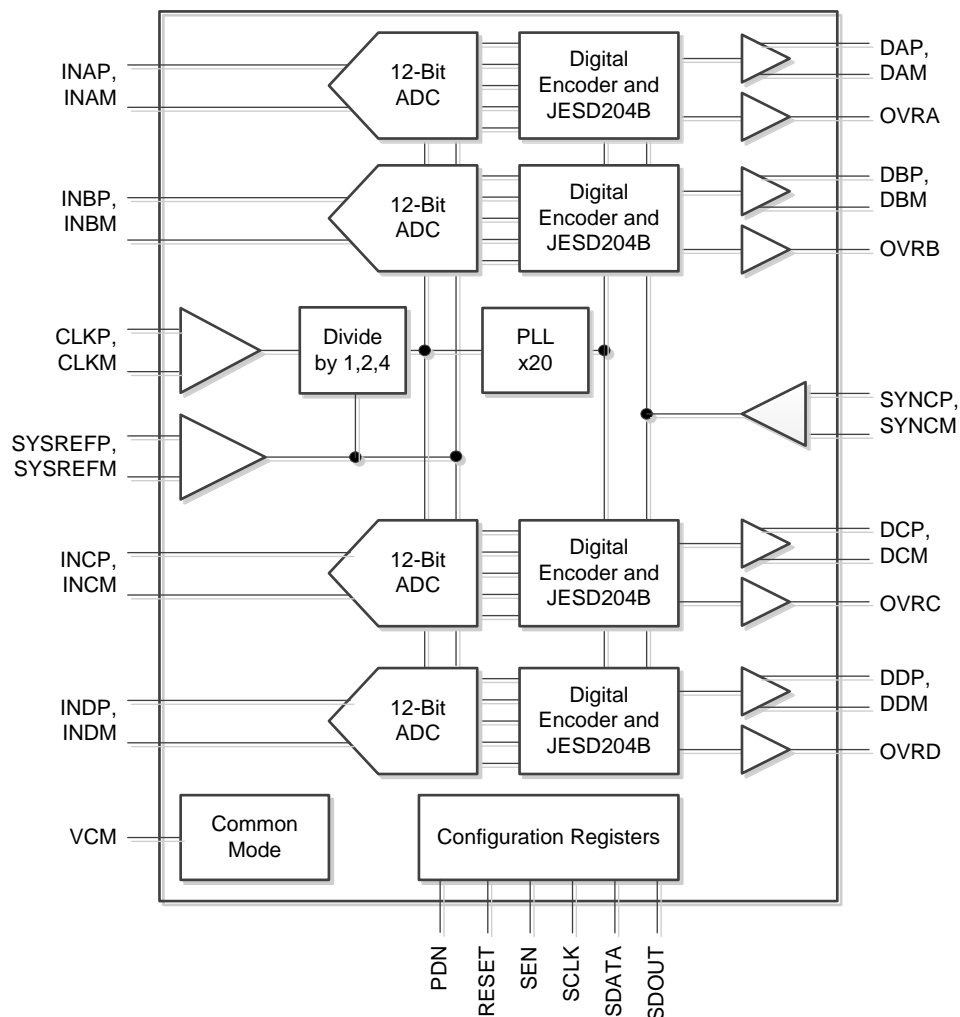 INAP,
INAM
12-Bit
ADC
Digital
Encoder and
JESD204B
DAP,
DAM
OVRA
INBP,
INBM
12-Bit
ADC
Digital
Encoder and
JESD204B
DBP,
DBM
OVRB
CLKP,
CLKM
Divide
by 1,2,4
PLL
x20
SYNCP,
SYNCM
SYSREFP,
SYSREFM
INCP,
INCM
12-Bit
ADC
Digital
Encoder and
JESD204B
DCP,
DCM
OVRC
INDP,
INDM
12-Bit
ADC
Digital
Encoder and
JESD204B
DDP,
DDM
OVRD
VCM
Common
Mode
Configuration Registers
PDN
RESET
SEN
SCLK
SDATA
SDOUT